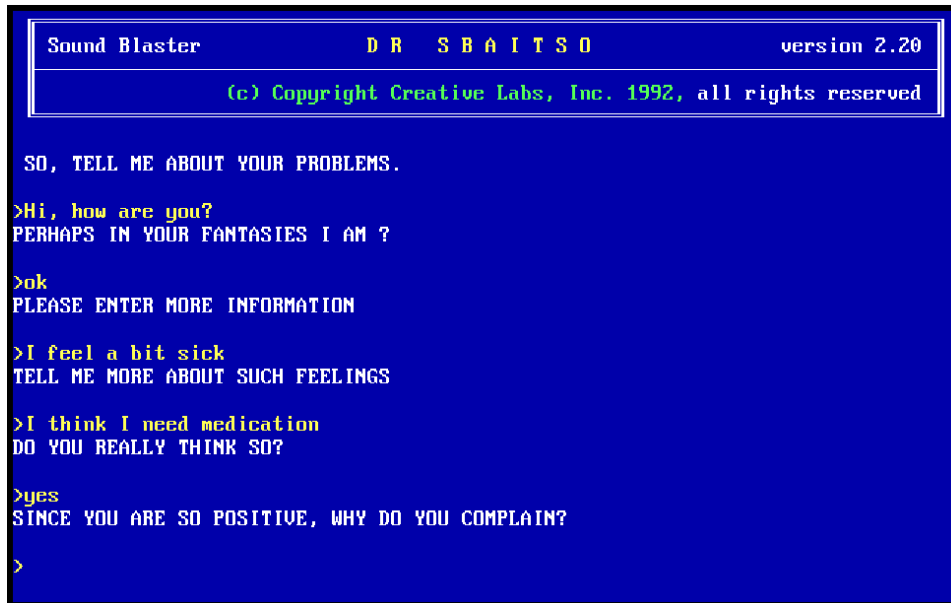 Sound Blaster D R S B A I T S O version 2.20
(c) Copyright Creative Labs, Inc. 1992, all rights reserved
SO, TELL ME ABOUT YOUR PROBLEMS.
>Hi, how are you?
PERHAPS IN YOUR FANTASIES I AM ?
>ok
PLEASE ENTER MORE INFORMATION
>I feel a bit sick
TELL ME MORE ABOUT SUCH FEELINGS
>I think I need medication
DO YOU REALLY THINK SO?
>yes
SINCE YOU ARE SO POSITIVE, WHY DO YOU COMPLAIN?
>